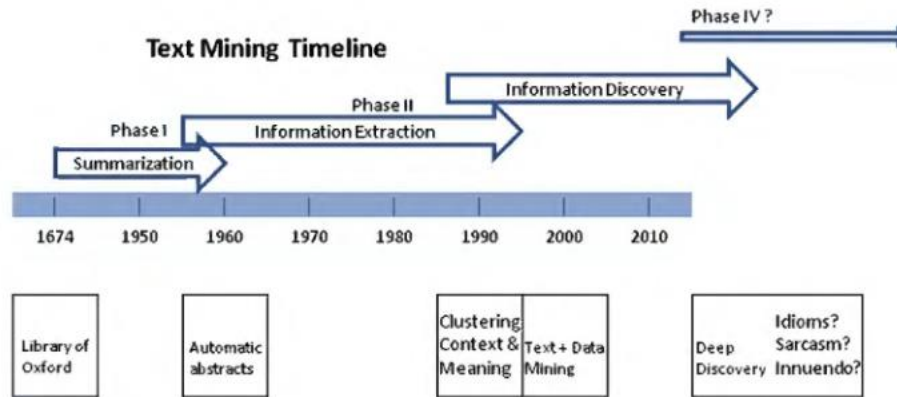 Phase IV ?
Text Mining Timeline
Information Discovery
Phase II
Information Extraction
Phase I
Summarization
1674 1950 1960 1970 1980 1990 2000 2010
Library of
Oxford
Automatic
abstracts
Clustering
Context &
Meaning
Text + Data
Mining
Deep
Discovery
Idioms?
Sarcasm?
Innuendo?